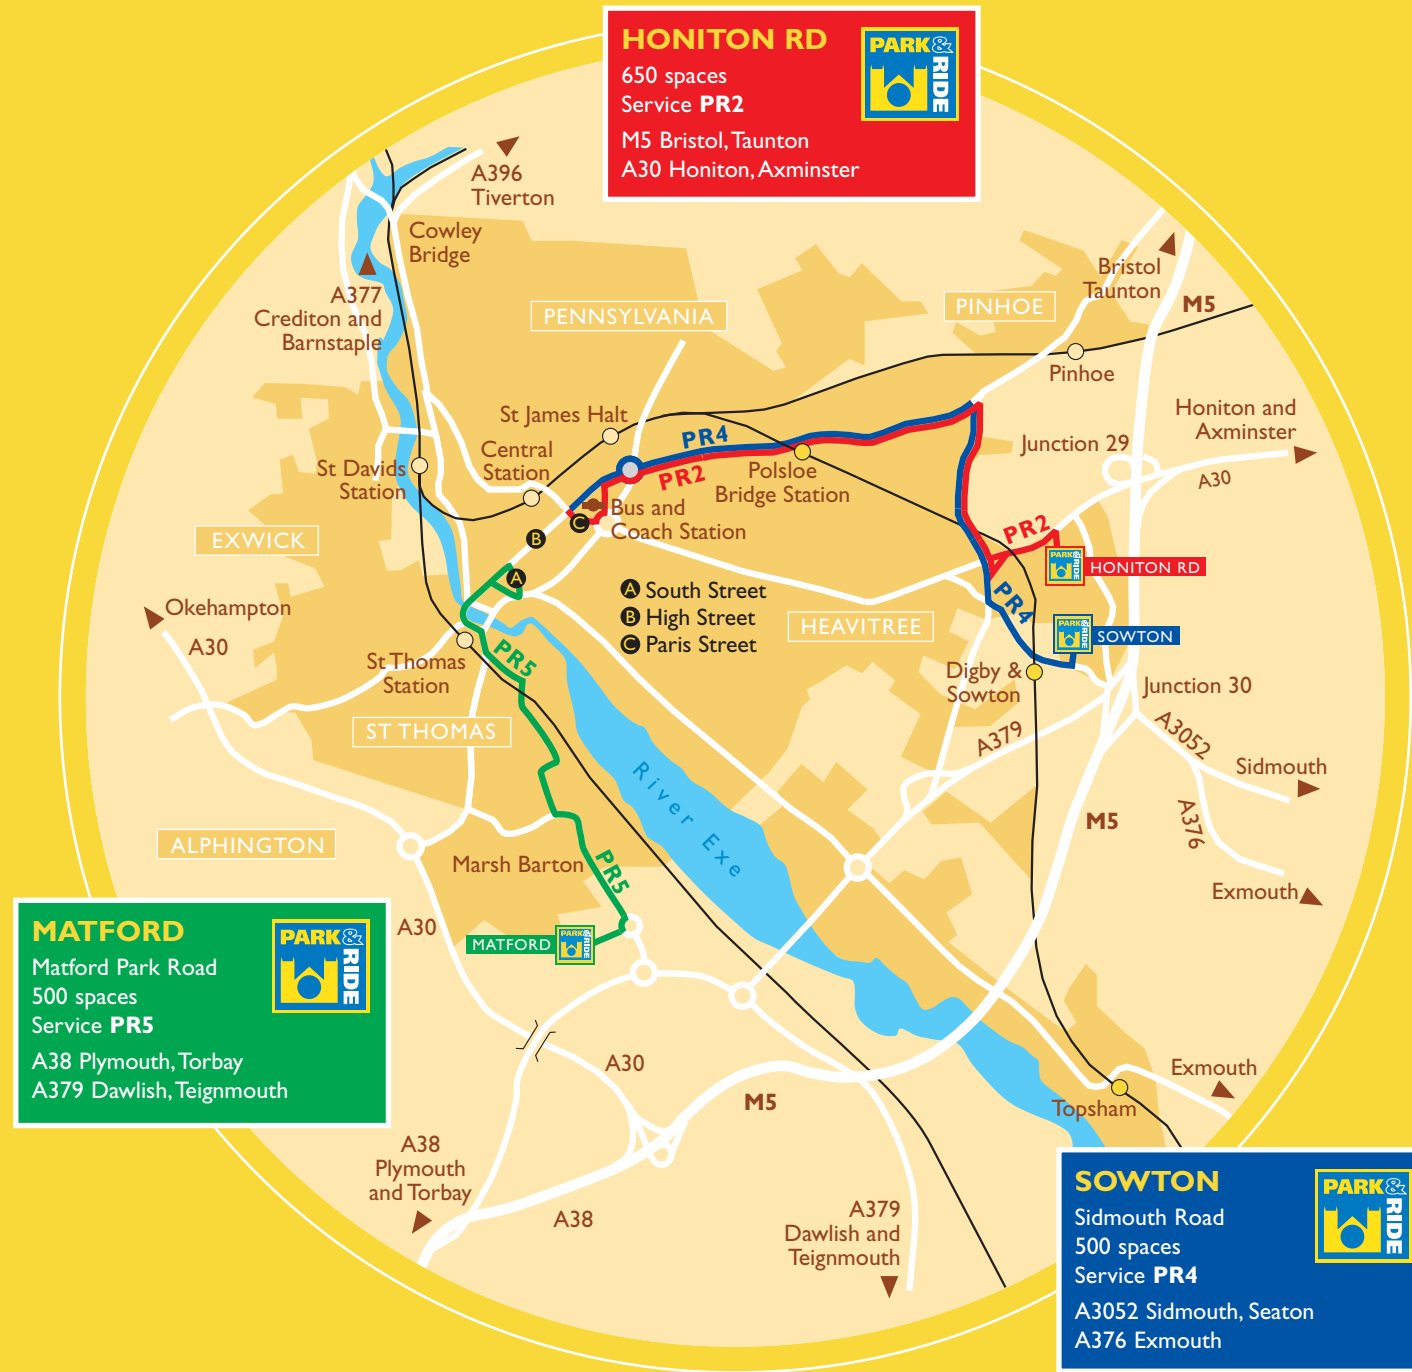 HONITON RD
650 spaces
Service PR2
M5 Bristol, Taunton
A30 Honiton, Axminster
PARK&
RIDE
A396
Tiverton
Cowley
Bridge
A377
Crediton and
Barnstaple
PENNSYLVANIA
PINHOE
Bristol
Taunton
M5
Pinhoe
St James Halt
Central
Station
St Davids
Station
PR4
PR2
Polsloe
Bridge Station
Honiton and
Axminster
Junction 29
A30
Bus and
Coach Station
C
B
A
EXWICK
PR2
PARK&
RIDE
HONITON RD
A South Street
B High Street
C Paris Street
HEAVITREE
PR4
PARK&
RIDE
SOWTON
Okehampton
A30
St Thomas
Station
PR5
Digby &
Sowton
Junction 30
ST THOMAS
A379
A3052
Sidmouth
River Exe
M5
A376
Exmouth
ALPHINGTON
Marsh Barton
PR5
A30
MATFORD
PARK&
RIDE
MATFORD
Matford Park Road
500 spaces
Service PR5
A38 Plymouth, Torbay
A379 Dawlish, Teignmouth
PARK&
RIDE
A30
M5
Exmouth
Topsham
A38
Plymouth
and Torbay
A38
A379
Dawlish and
Teignmouth
SOWTON
Sidmouth Road
500 spaces
Service PR4
A3052 Sidmouth, Seaton
A376 Exmouth
PARK&
RIDE